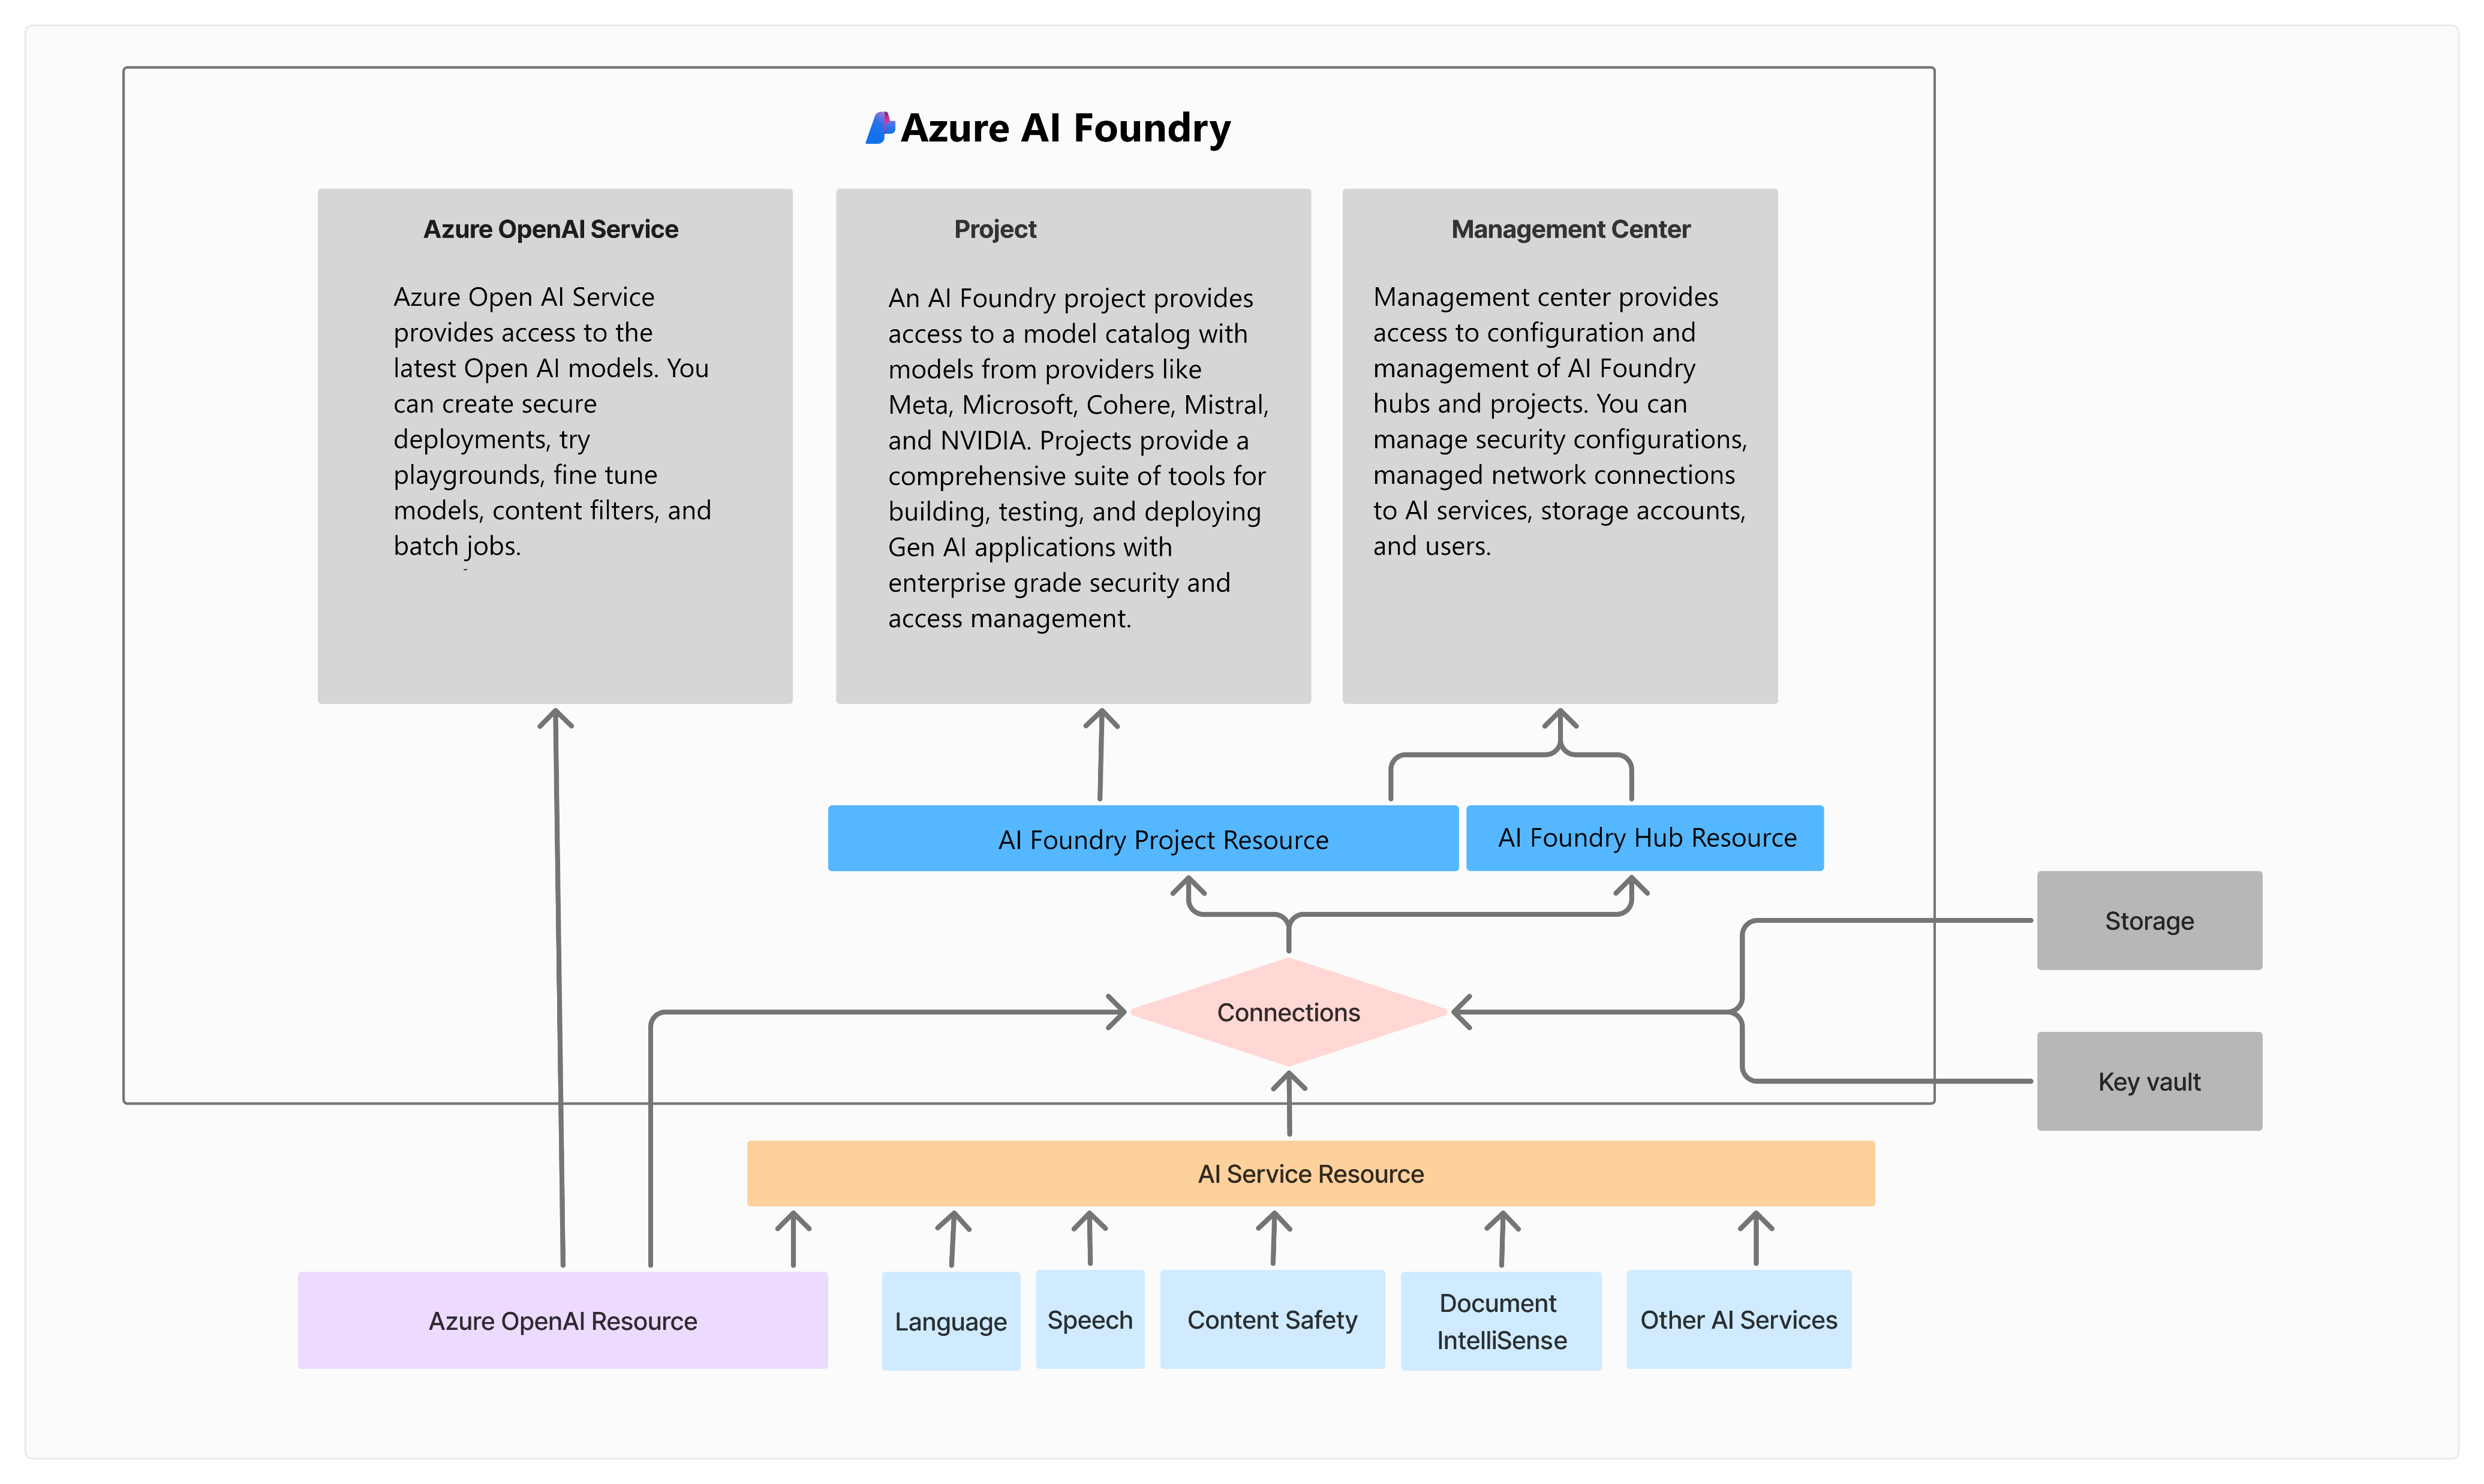 Azure AI Foundry
Azure OpenAI Service
Azure Open AI Service
provides access to the
latest Open AI models. You
can create secure
deployments, try
playgrounds, fine tune
models, content filters, and
batch jobs.
Project
An AI Foundry project provides
access to a model catalog with
models from providers like
Meta, Microsoft, Cohere, Mistral,
and NVIDIA. Projects provide a
comprehensive suite of tools for
building, testing, and deploying
Gen AI applications with
enterprise grade security and
access management.
Management Center
Management center provides
access to configuration and
management of AI Foundry
hubs and projects. You can
manage security configurations,
managed network connections
to AI services, storage accounts,
and users.
AI Foundry Project Resource
AI Foundry Hub Resource
Storage
Connections
Key vault
AI Service Resource
Azure OpenAI Resource
Language
Speech
Content Safety
Document
IntelliSense
Other AI Services